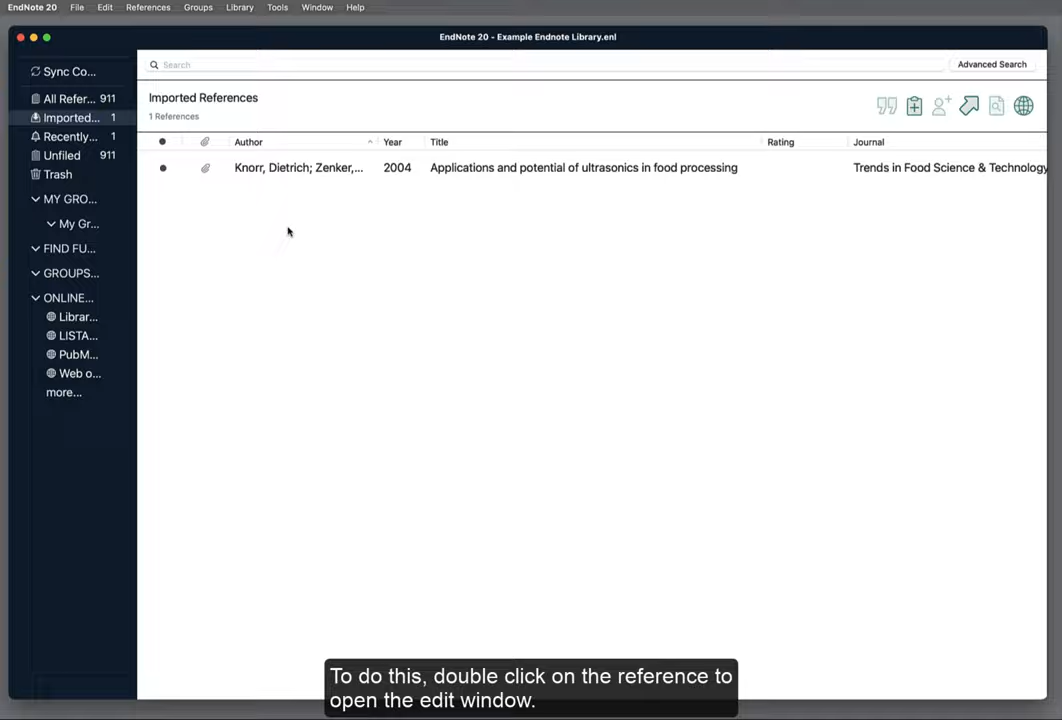 EndNote 20 File Edit References Groups Library Tools Window Help
EndNote 20 - Example Endnote Library.enl
Sync Co...
Search
Advanced Search
All Refer... 911
Imported... 1
Recently... 1
Unfiled 911
Trash
MY GRO...
My Gr...
FIND FU...
GROUPS...
ONLINE...
Librar...
LISTA...
PubM...
Web o...
more...
Imported References
1 References
Author Year Title Rating Journal
Knorr, Dietrich; Zenker,... 2004 Applications and potential of ultrasonics in food processing Trends in Food Science & Technology
To do this, double click on the reference to
open the edit window.